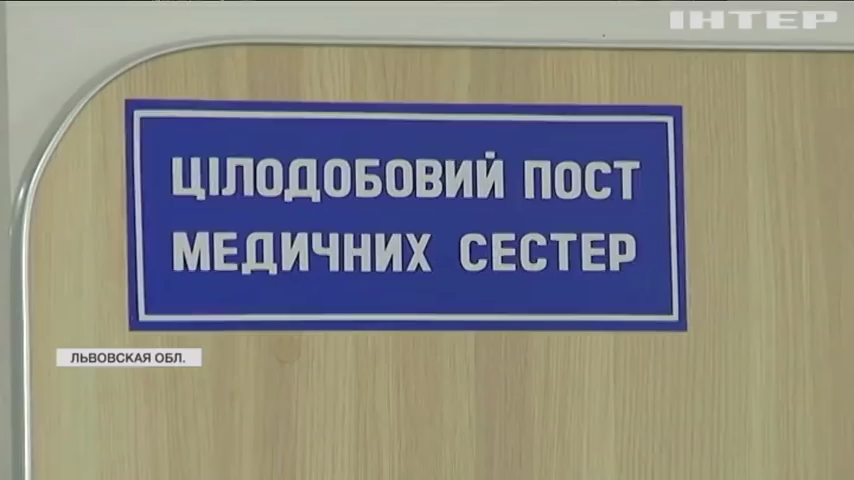 ІНТЕР
ЦІЛОДОБОВИЙ ПОСТ
МЕДИЧНИХ СЕСТЕР
ЛЬВОВСКАЯ ОБЛ.